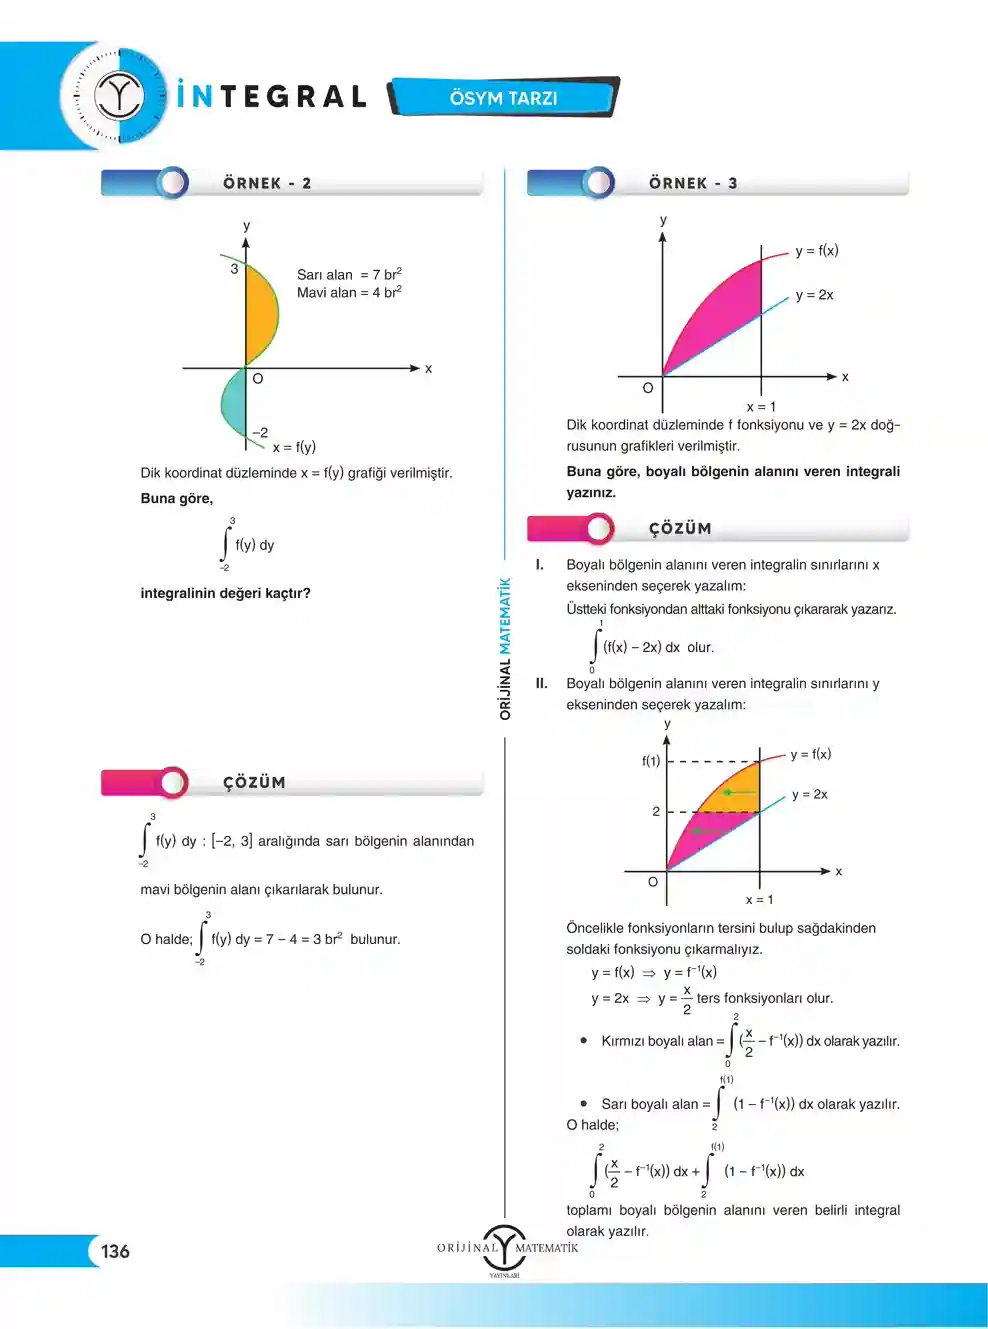 İNTEGRAL
ÖSYM TARZI
ÖRNEK - 2
y
3
Sarı alan = 7 br²
Mavi alan = 4 br²
x
O
–2
x = f(y)
Dik koordinat düzleminde x = f(y) grafiği verilmiştir.
Buna göre,
3
∫ f(y) dy
–2
integralinin değeri kaçtır?
ÇÖZÜM
3
∫ f(y) dy : [–2, 3] aralığında sarı bölgenin alanından
–2
mavi bölgenin alanı çıkarılarak bulunur.
3
O halde; ∫ f(y) dy = 7 – 4 = 3 br² bulunur.
–2
ORİJİNAL MATEMATİK
ÖRNEK - 3
y
y = f(x)
y = 2x
x
O
x = 1
Dik koordinat düzleminde f fonksiyonu ve y = 2x doğ-
rusunun grafikleri verilmiştir.
Buna göre, boyalı bölgenin alanını veren integrali
yazınız.
ÇÖZÜM
I. Boyalı bölgenin alanını veren integralin sınırlarını x
ekseninden seçerek yazalım:
Üstteki fonksiyondan alttaki fonksiyonu çıkararak yazarız.
1
∫ (f(x) – 2x) dx olur.
0
II. Boyalı bölgenin alanını veren integralin sınırlarını y
ekseninden seçerek yazalım:
y
f(1)
y = f(x)
2
y = 2x
x
O
x = 1
Öncelikle fonksiyonların tersini bulup sağdakinden
soldaki fonksiyonu çıkarmalıyız.
y = f(x) ⇒ y = f⁻¹(x)
y = 2x ⇒ y = x/2 ters fonksiyonları olur.
2
• Kırmızı boyalı alan = ∫ (x/2 – f⁻¹(x)) dx olarak yazılır.
0
f(1)
• Sarı boyalı alan = ∫ (1 – f⁻¹(x)) dx olarak yazılır.
2
O halde;
2 f(1)
∫ (x/2 – f⁻¹(x)) dx + ∫ (1 – f⁻¹(x)) dx
0 2
toplamı boyalı bölgenin alanını veren belirli integral
olarak yazılır.
136
ORİJİNAL MATEMATİK
YAYINLARI